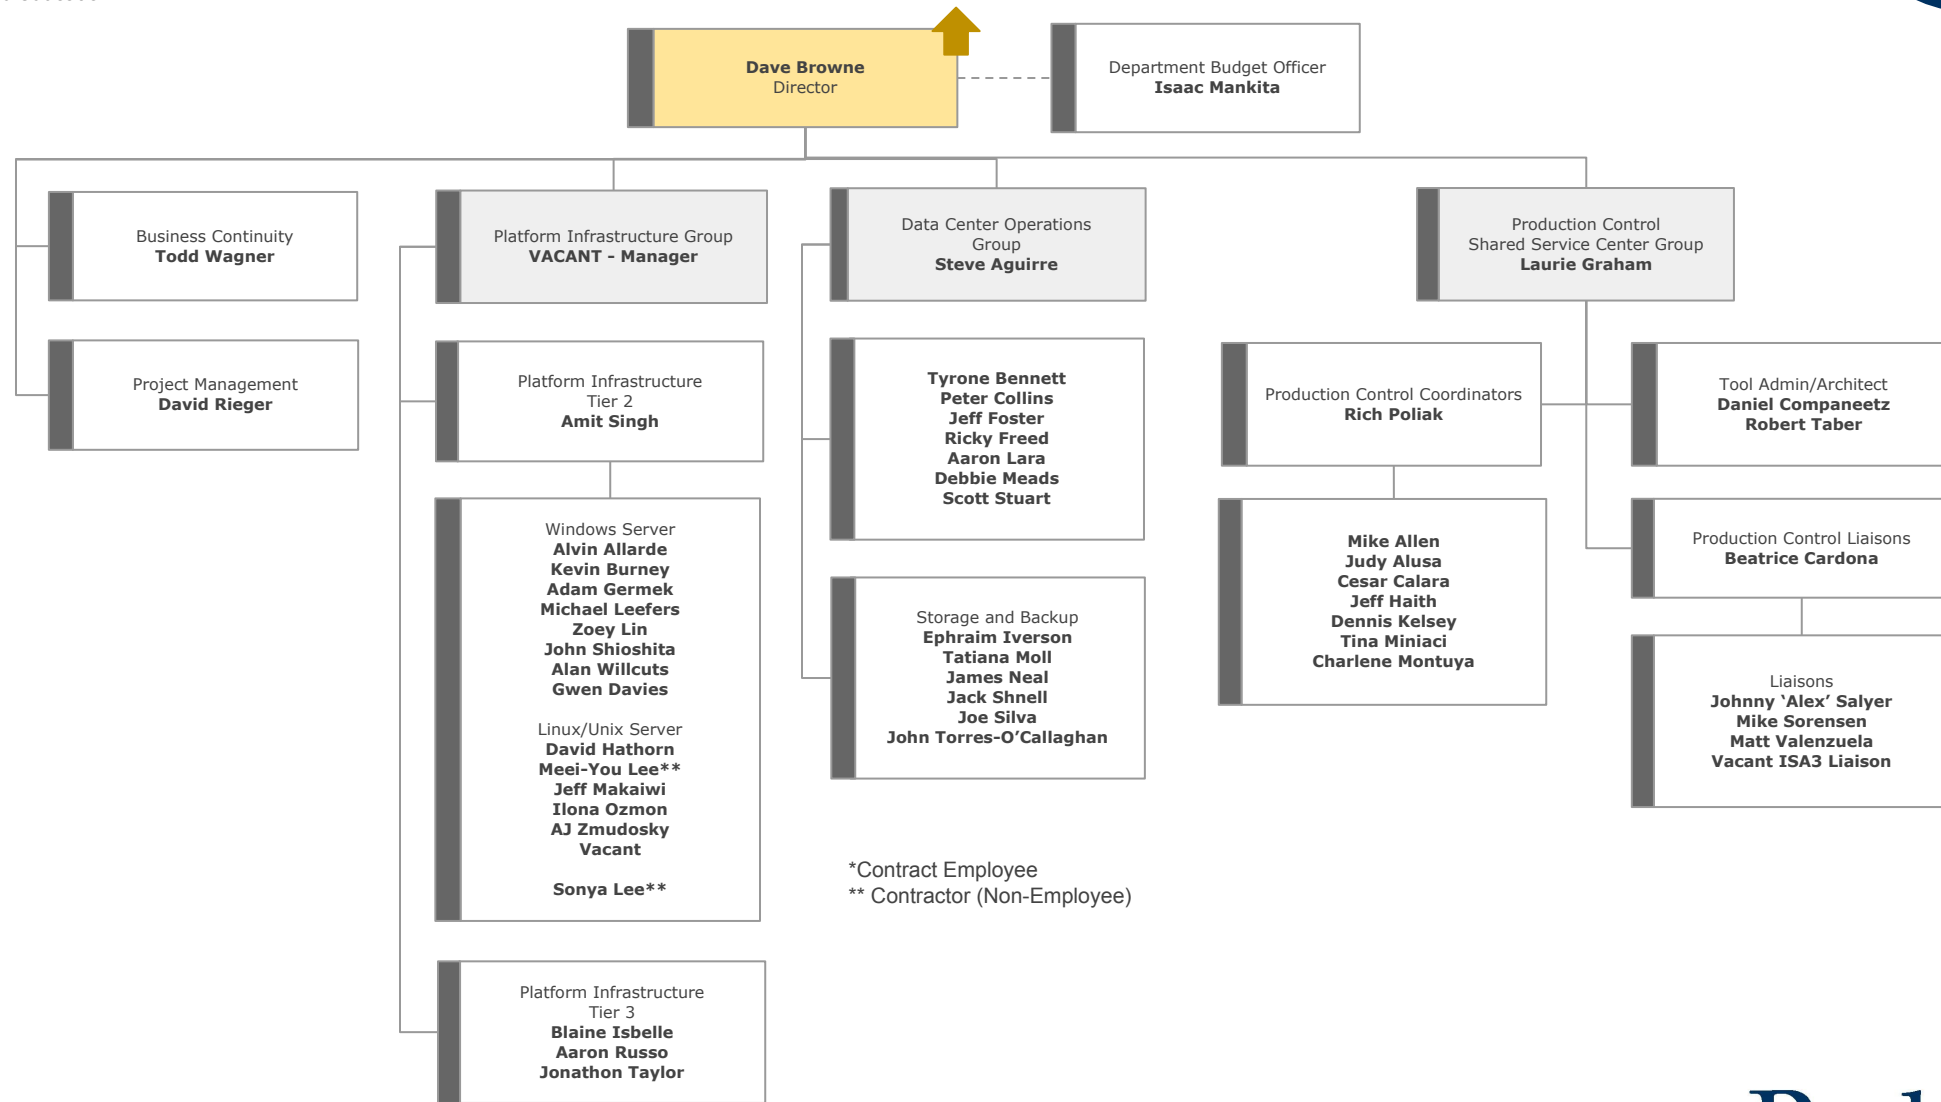 Dave Browne
Director
Department Budget Officer
Isaac Mankita
Business Continuity
Todd Wagner
Project Management
David Rieger
Platform Infrastructure Group
VACANT - Manager
Platform Infrastructure
Tier 2
Amit Singh
Windows Server
Alvin Allarde
Kevin Burney
Adam Germek
Michael Leefers
Zoey Lin
John Shioshita
Alan Willcuts
Gwen Davies
Linux/Unix Server
David Hathorn
Meei-You Lee**
Jeff Makaiwi
Ilona Ozmon
AJ Zmudosky
Vacant
Sonya Lee**
Platform Infrastructure
Tier 3
Blaine Isbelle
Aaron Russo
Jonathon Taylor
Data Center Operations
Group
Steve Aguirre
Tyrone Bennett
Peter Collins
Jeff Foster
Ricky Freed
Aaron Lara
Debbie Meads
Scott Stuart
Storage and Backup
Ephraim Iverson
Tatiana Moll
James Neal
Jack Shnell
Joe Silva
John Torres-O’Callaghan
*Contract Employee
** Contractor (Non-Employee)
Production Control
Shared Service Center Group
Laurie Graham
Production Control Coordinators
Rich Poliak
Mike Allen
Judy Alusa
Cesar Calara
Jeff Haith
Dennis Kelsey
Tina Miniaci
Charlene Montuya
Tool Admin/Architect
Daniel Companeetz
Robert Taber
Production Control Liaisons
Beatrice Cardona
Liaisons
Johnny ‘Alex’ Salyer
Mike Sorensen
Matt Valenzuela
Vacant ISA3 Liaison